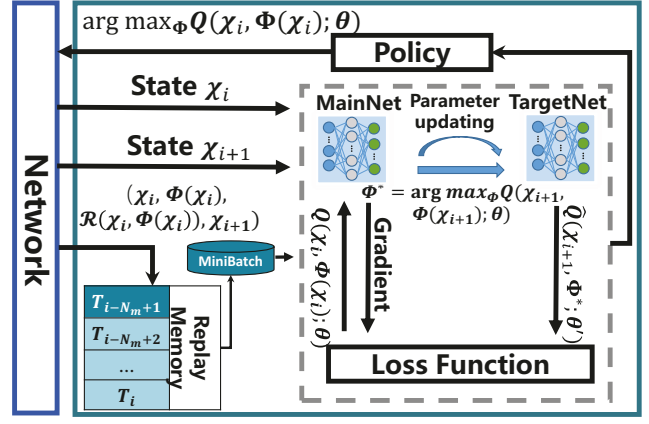 arg max_Φ Q(χ_i, Φ(χ_i); θ)
Policy
State χ_i
State χ_{i+1}
Network
(χ_i, Φ(χ_i),
ℛ(χ_i, Φ(χ_i)), χ_{i+1})
MiniBatch
T_{i-N_m+1}
T_{i-N_m+2}
...
T_i
Replay
Memory
MainNet
Parameter
updating
TargetNet
Φ* = arg max_Φ Q(χ_{i+1},
Φ(χ_{i+1}); θ)
Q(χ_i, Φ(χ_i); θ)
Gradient
Q̂(χ_{i+1}, Φ*; θ′)
Loss Function